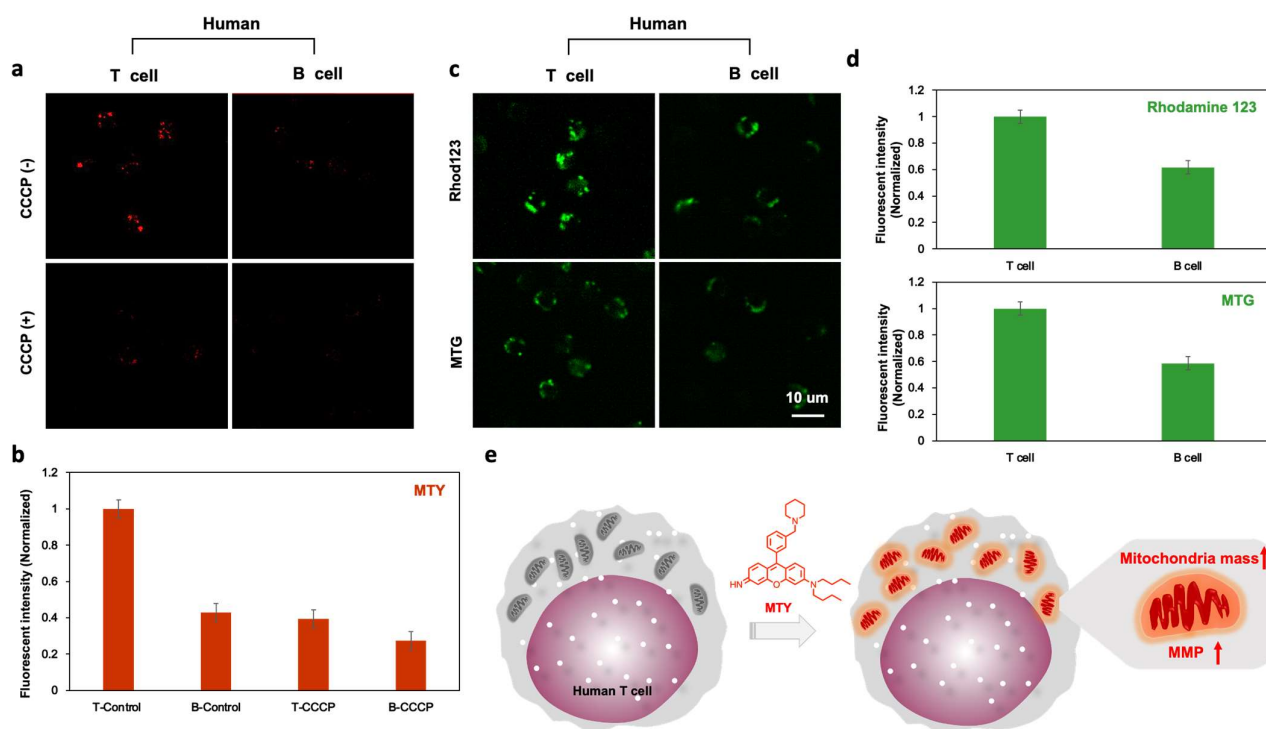 Human
a
T cell
B cell
CCCP (-)
CCCP (+)
Human
c
T cell
B cell
Rhod123
MTG
10 um
d
1.2
1
0.8
0.6
0.4
0.2
0
Fluorescent intensity
(Normalized)
Rhodamine 123
T cell
B cell
1.2
1
0.8
0.6
0.4
0.2
0
Fluorescent intensity
(Normalized)
MTG
T cell
B cell
b
1.2
1
0.8
0.6
0.4
0.2
0
Fluorescent intensity (Normalized)
MTY
T-Control
B-Control
T-CCCP
B-CCCP
e
Human T cell
N
HN
O
N
MTY
Mitochondria mass
MMP